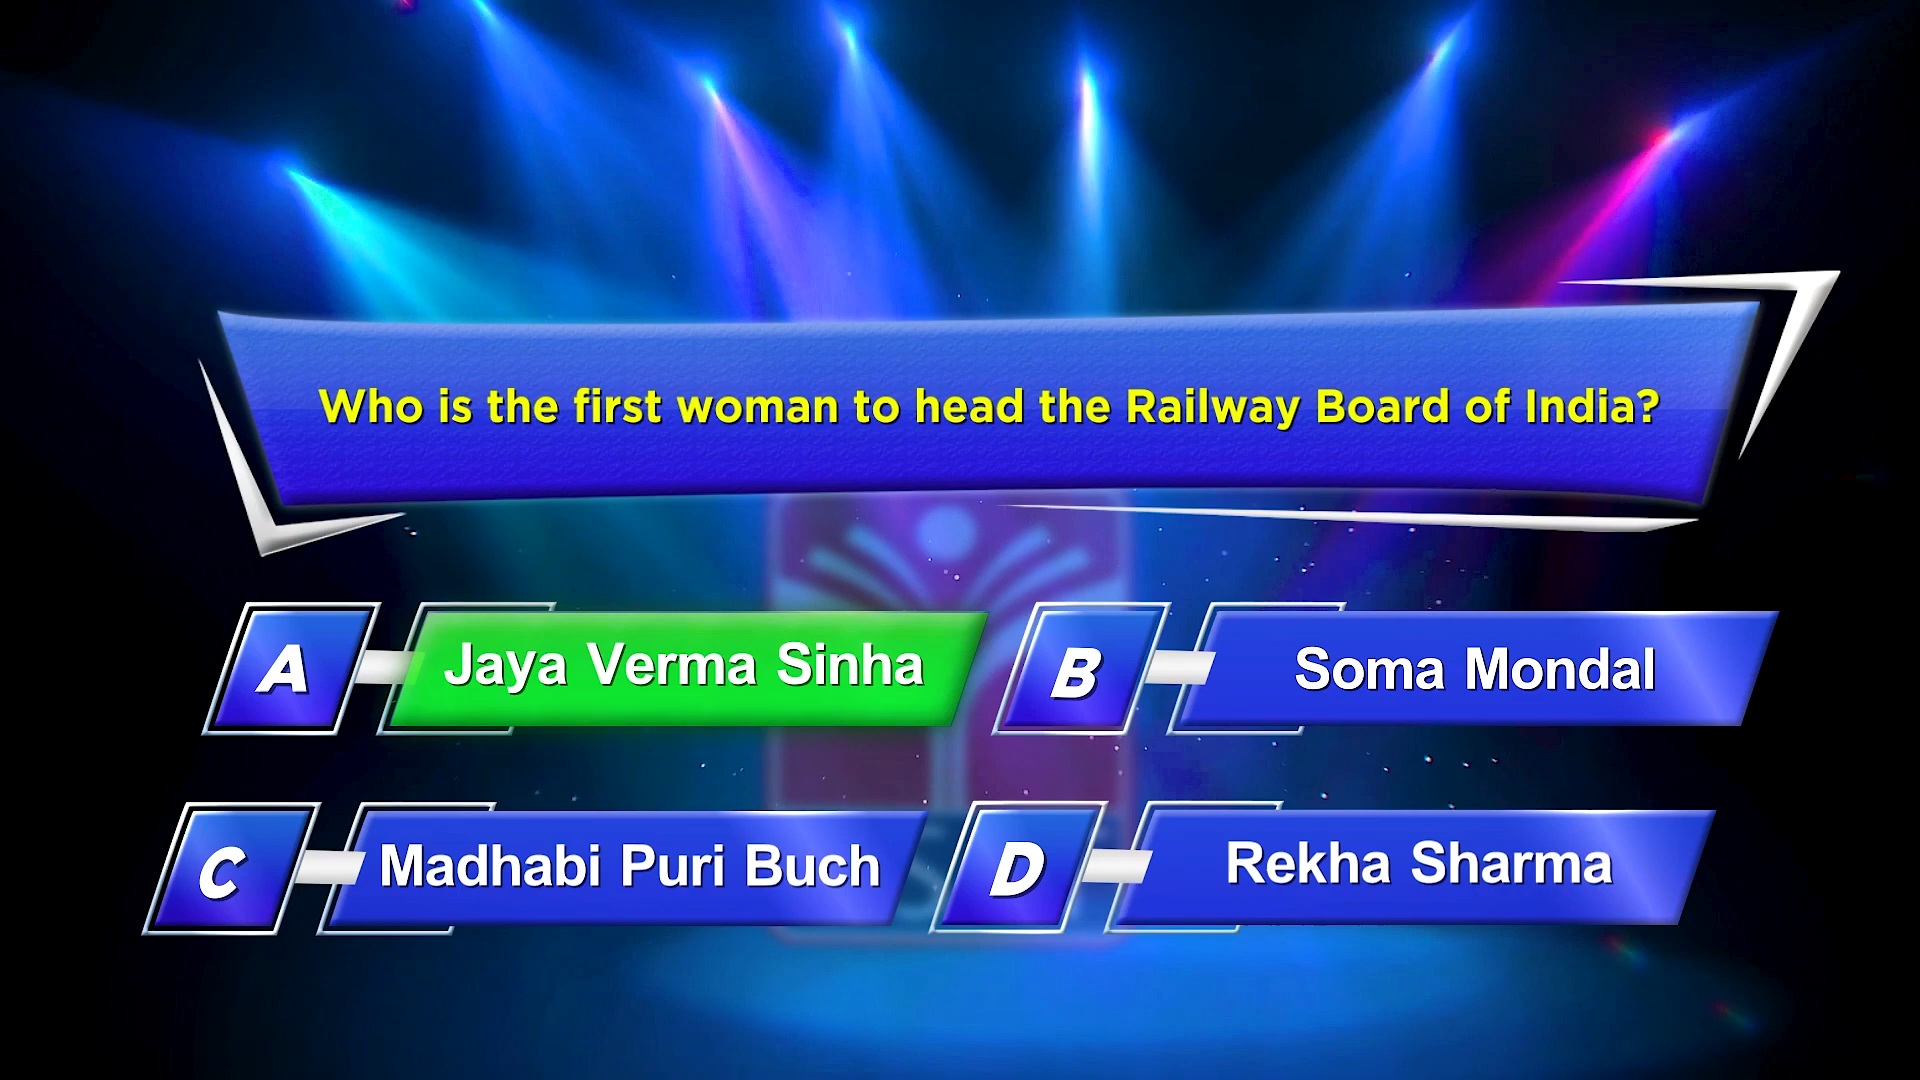 Who is the first woman to head the Railway Board of India?
A Jaya Verma Sinha
B Soma Mondal
C Madhabi Puri Buch
D Rekha Sharma